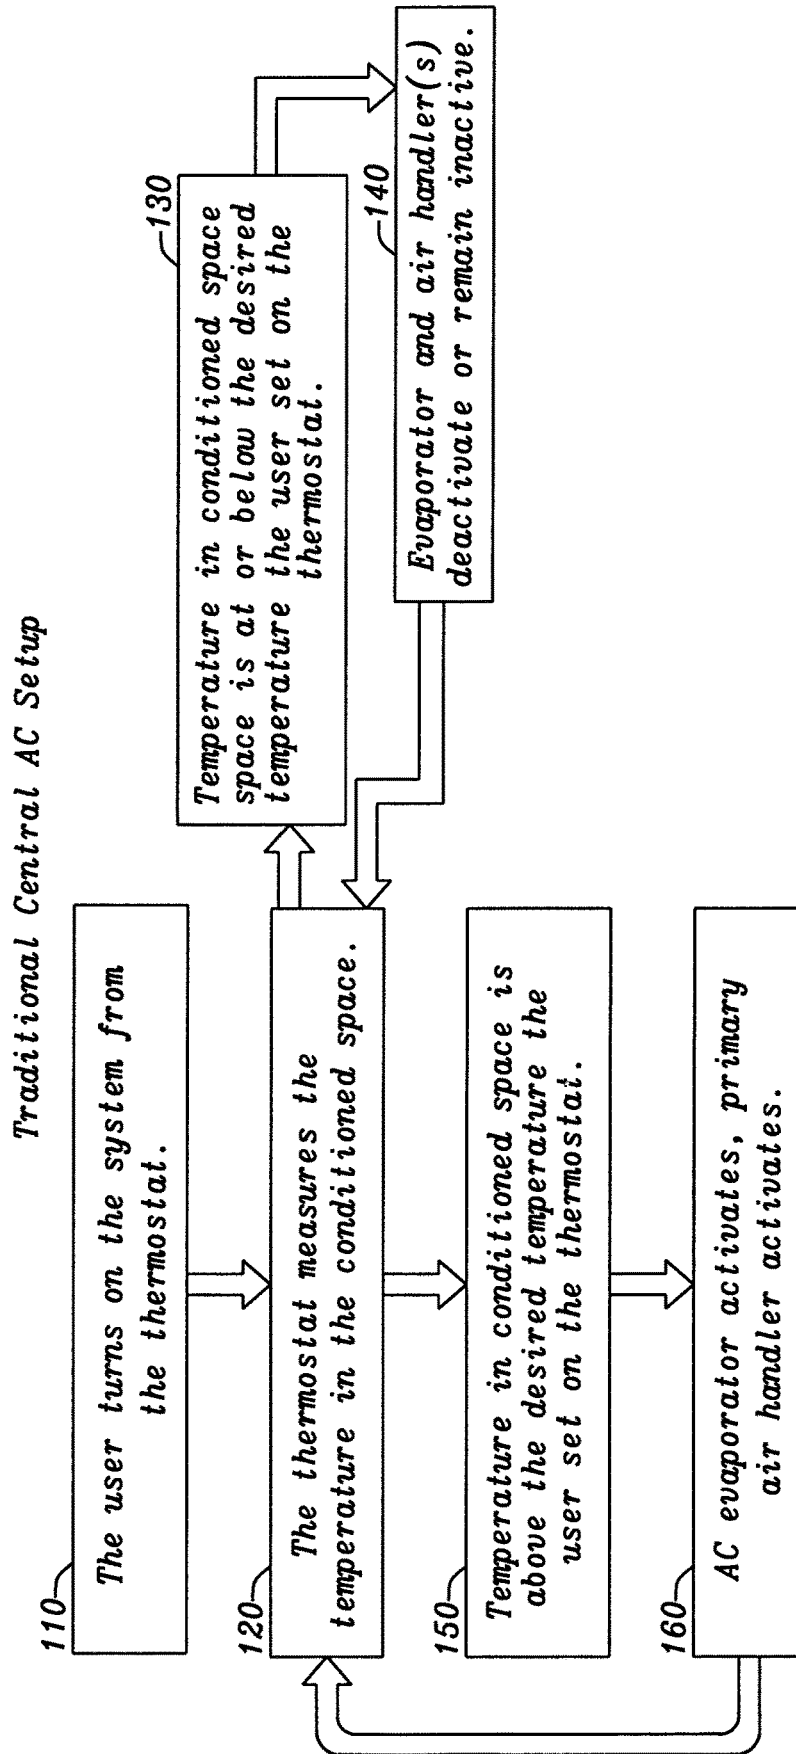 Traditional Central AC Setup
110
The user turns on the system from
the thermostat.
120
The thermostat measures the
temperature in the conditioned space.
130
Temperature in conditioned space
space is at or below the desired
temperature the user set on the
thermostat.
140
Evaporator and air handler(s)
deactivate or remain inactive.
150
Temperature in conditioned space is
above the desired temperature the
user set on the thermostat.
160
AC evaporator activates, primary
air handler activates.